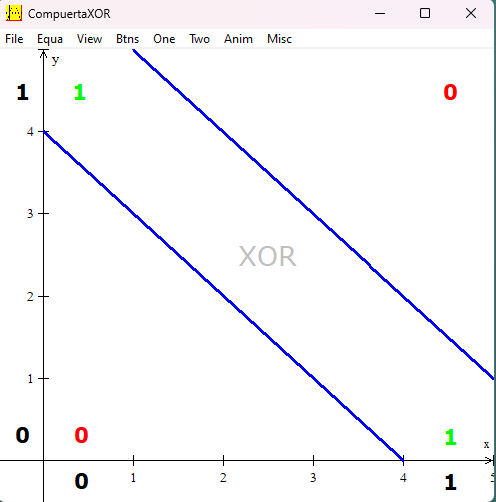 CompuertaXOR
File Equa View Btns One Two Anim Misc
y
1 1 0
4
3
XOR
2
1
0 0 1
x
1 2 3 4 5
0 1